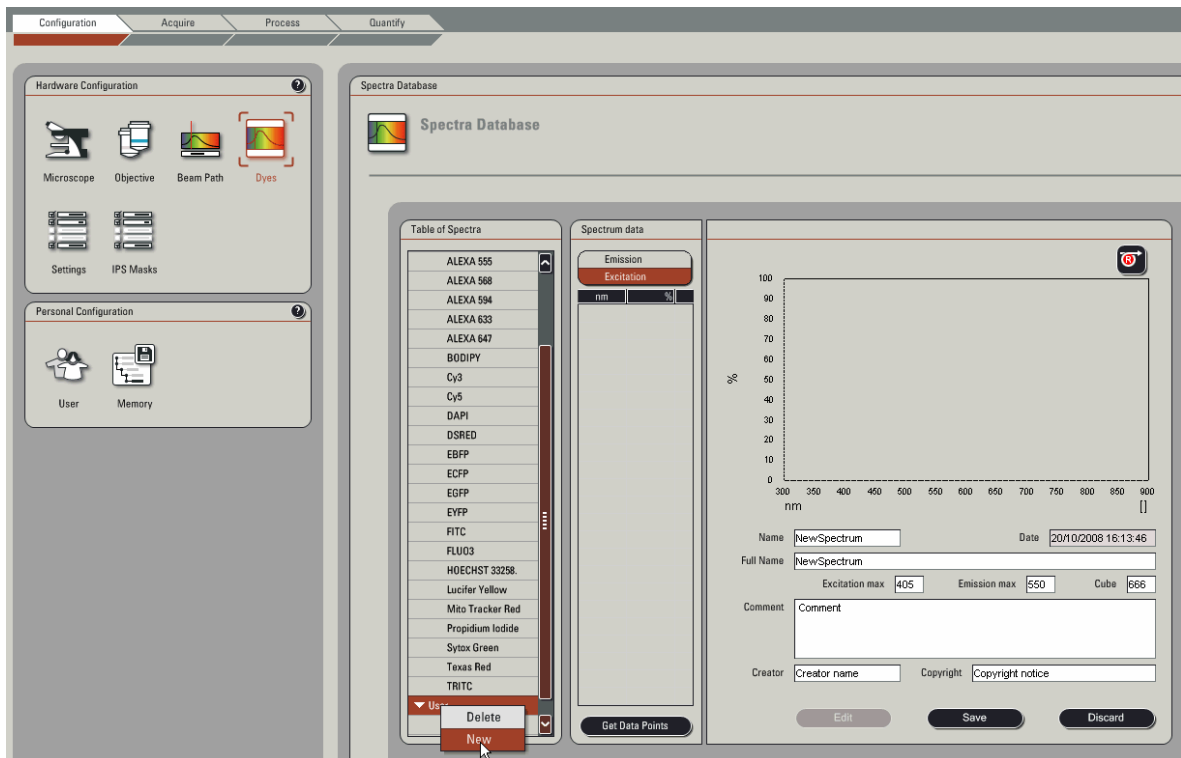 Configuration Acquire Process Quantify
Hardware Configuration ?
Microscope Objective Beam Path Dyes
Settings IPS Masks
Personal Configuration ?
User Memory
Spectra Database
Spectra Database
Table of Spectra
ALEXA 555
ALEXA 568
ALEXA 594
ALEXA 633
ALEXA 647
BODIPY
Cy3
Cy5
DAPI
DSRED
EBFP
ECFP
EGFP
EYFP
FITC
FLUO3
HOECHST 33258.
Lucifer Yellow
Mito Tracker Red
Propidium Iodide
Sytox Green
Texas Red
TRITC
User
Delete
New
Spectrum data
Emission
Excitation
nm %
Get Data Points
R
100
90
80
70
60
% 50
40
30
20
10
0
300 350 400 450 500 550 600 650 700 750 800 850 900
nm []
Name NewSpectrum Date 20/10/2008 16:13:46
Full Name NewSpectrum
Excitation max 405 Emission max 550 Cube 666
Comment Comment
Creator Creator name Copyright Copyright notice
Edit Save Discard